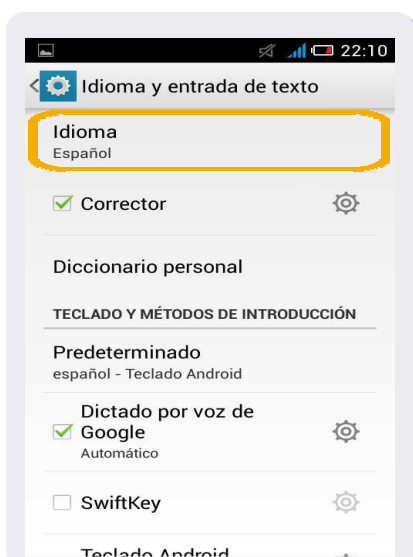 22:10
Idioma y entrada de texto
Idioma
Español
Corrector
Diccionario personal
TECLADO Y MÉTODOS DE INTRODUCCIÓN
Predeterminado
español - Teclado Android
Dictado por voz de
Google
Automático
SwiftKey
Teclado Android